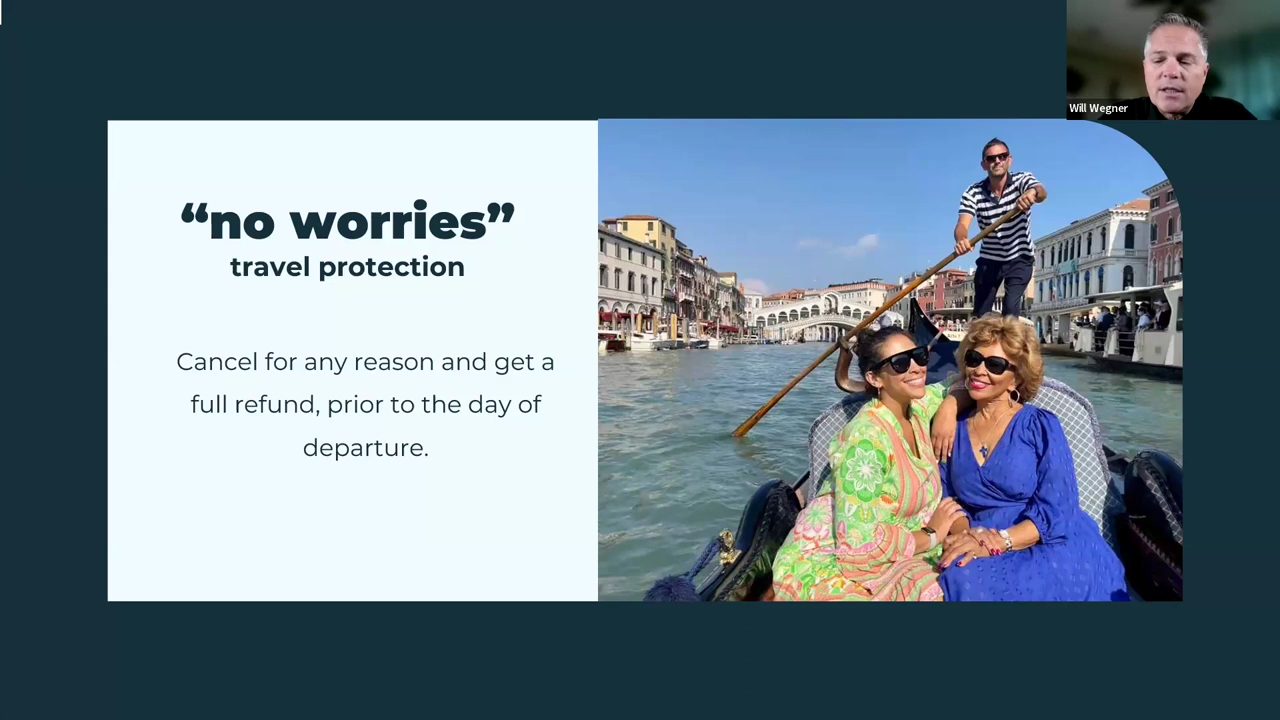 Will Wegner
“no worries”
travel protection
Cancel for any reason and get a
full refund, prior to the day of
departure.